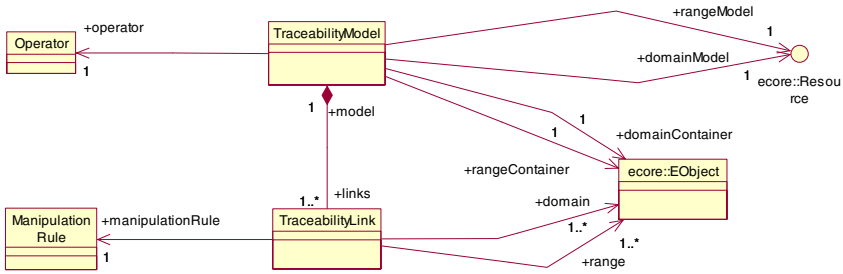 +rangeModel
+operator
TraceabilityModel
Operator
1
1
+domainModel
1
1
ecore::Resou
rce
1
+model
1
+domainContainer
1
+rangeContainer
ecore::EObject
+links
+domain
1..*
Manipulation
Rule
+manipulationRule
TraceabilityLink
1..*
1..*
1
+range